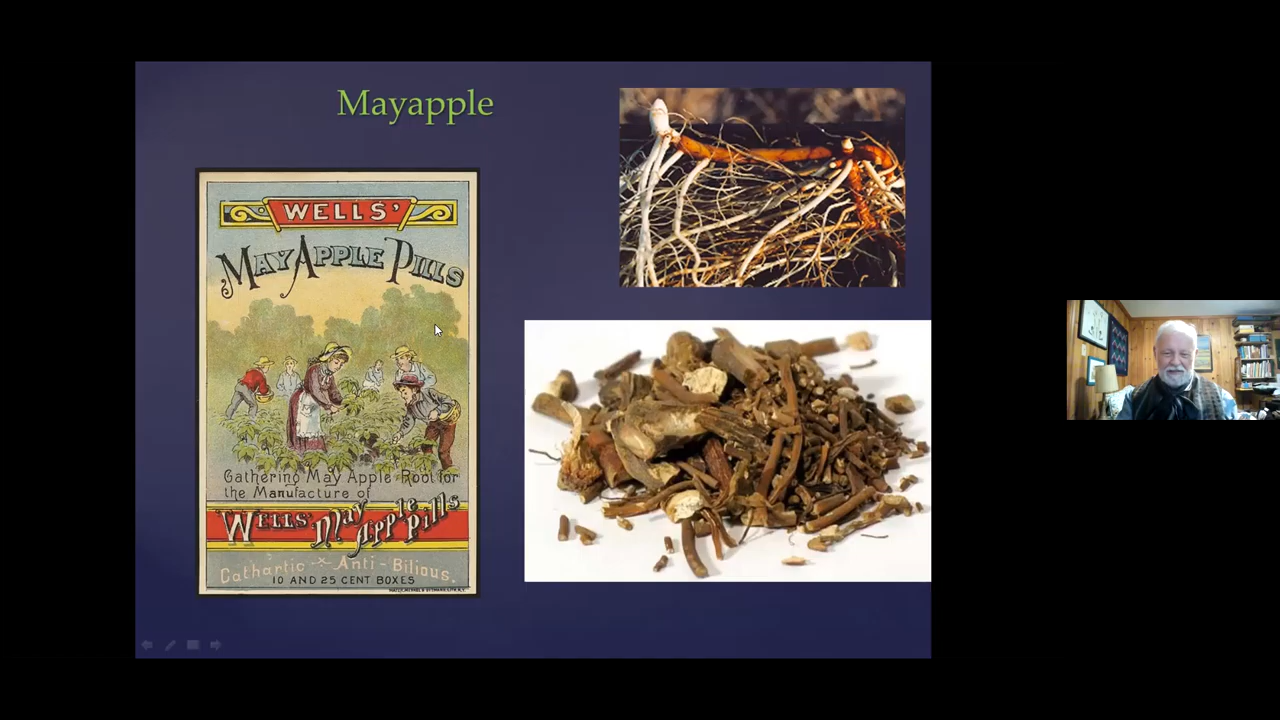 Mayapple
WELLS'
MAY APPLE PILLS
Gathering May Apple Root for
the Manufacture of
WELLS' May Apple Pills
Cathartic - Anti-Bilious.
10 AND 25 CENT BOXES